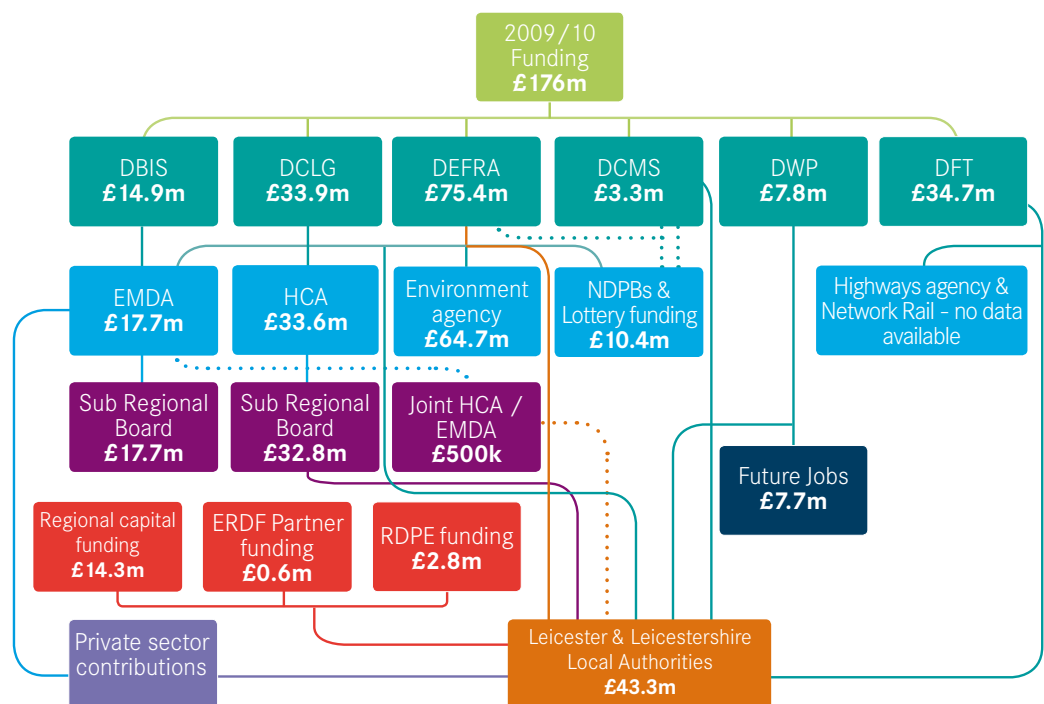 2009/10
Funding
£176m
DBIS
£14.9m
DCLG
£33.9m
DEFRA
£75.4m
DCMS
£3.3m
DWP
£7.8m
DFT
£34.7m
EMDA
£17.7m
HCA
£33.6m
Environment
agency
£64.7m
NDPBs &
Lottery funding
£10.4m
Highways agency &
Network Rail - no data
available
Sub Regional
Board
£17.7m
Sub Regional
Board
£32.8m
Joint HCA /
EMDA
£500k
Future Jobs
£7.7m
Regional capital
funding
£14.3m
ERDF Partner
funding
£0.6m
RDPE funding
£2.8m
Private sector
contributions
Leicester & Leicestershire
Local Authorities
£43.3m